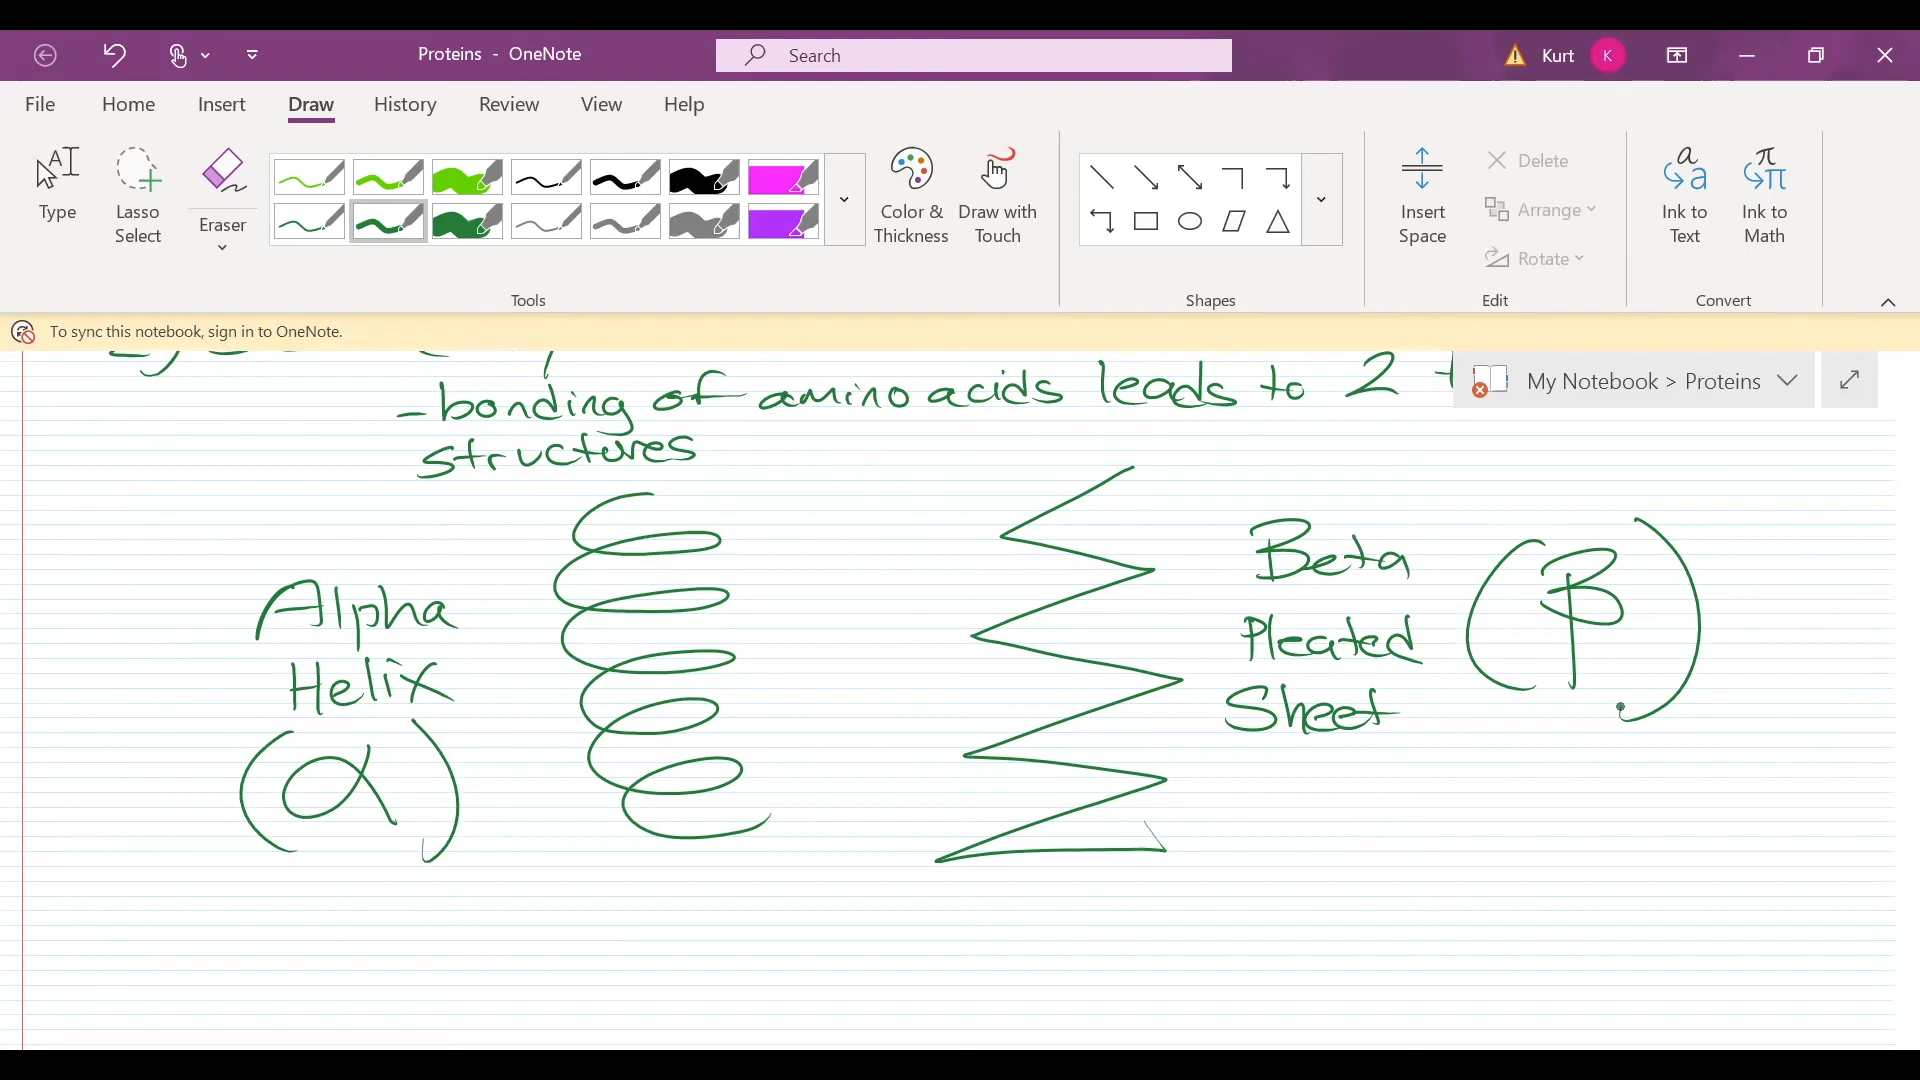 Proteins - OneNote
Search
Kurt
K
File Home Insert Draw History Review View Help
Type
Lasso Select
Eraser
Color & Thickness
Draw with Touch
Insert Space
Delete
Arrange
Rotate
Ink to Text
Ink to Math
Tools
Shapes
Edit
Convert
To sync this notebook, sign in to OneNote.
My Notebook > Proteins
- bonding of amino acids leads to 2
structures
Alpha
Helix
(α)
Beta
Pleated
Sheet
(β)